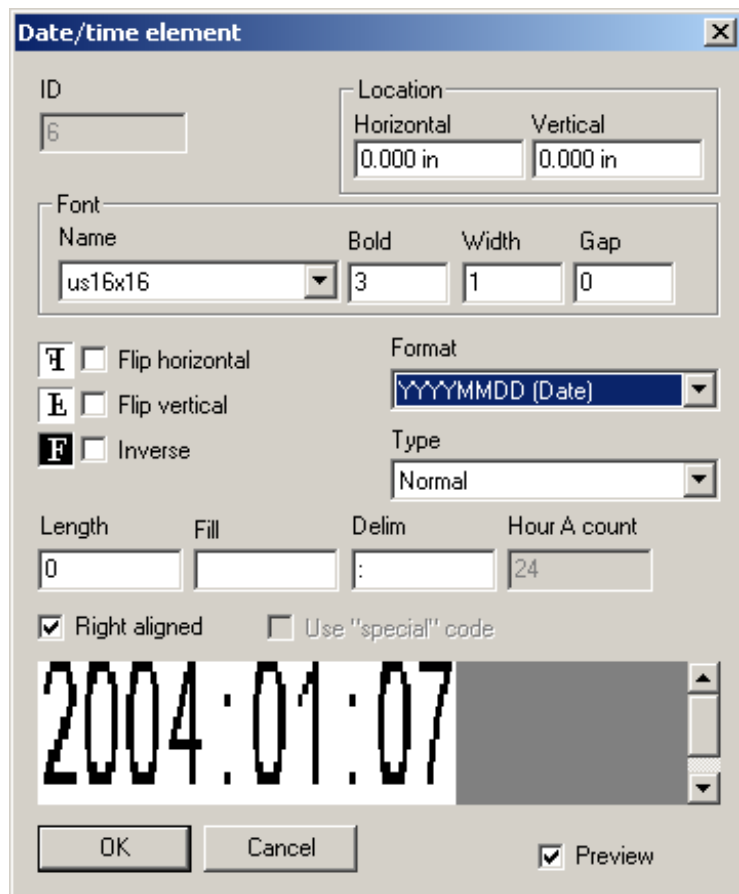 Date/time element
ID
Location
6
Horizontal Vertical
0.000 in 0.000 in
Font
Name Bold Width Gap
us16x16 3 1 0
F Flip horizontal
Format
YYYYMMDD (Date)
E Flip vertical
F Inverse
Type
Normal
Length Fill Delim Hour A count
0 : 24
Right aligned Use "special" code
2004:01:07
OK Cancel Preview